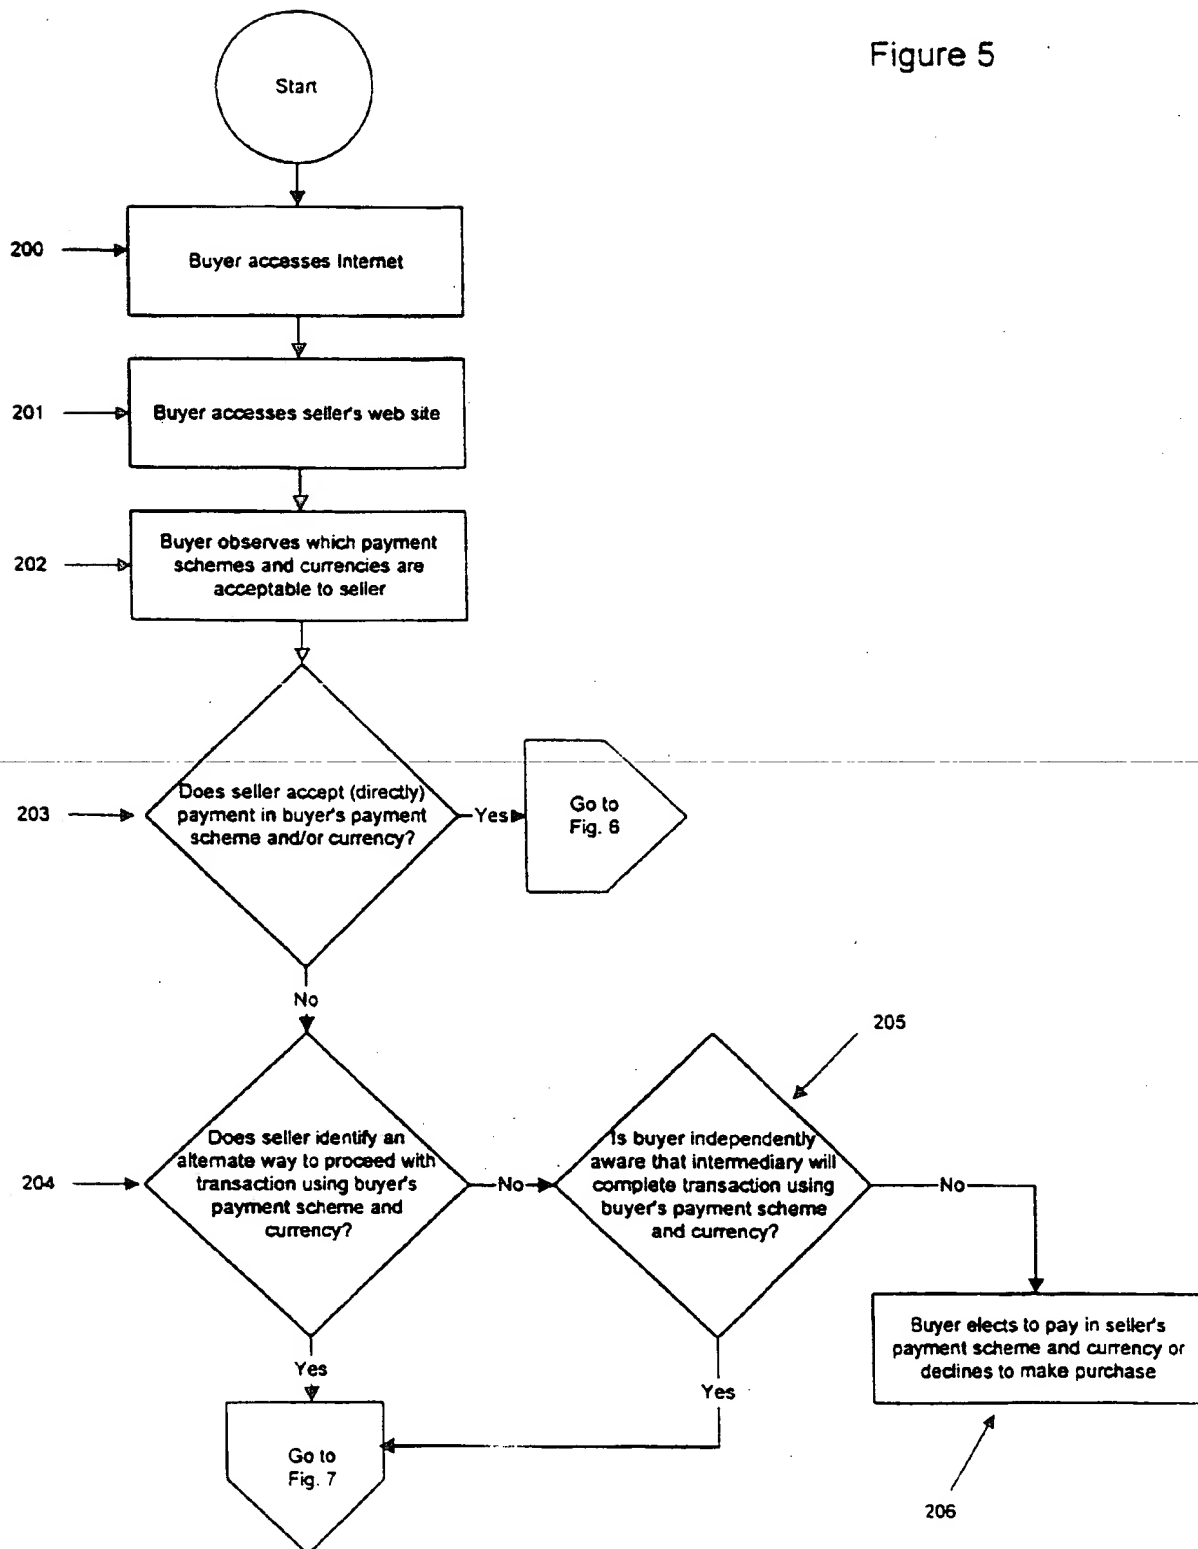 Figure 5
Start
200
Buyer accesses Internet
201
Buyer accesses seller's web site
202
Buyer observes which payment
schemes and currencies are
acceptable to seller
203
Does seller accept (directly)
payment in buyer's payment
scheme and/or currency?
Yes
Go to
Fig. 6
No
205
204
Does seller identify an
alternate way to proceed with
transaction using buyer's
payment scheme and
currency?
No
Is buyer independently
aware that intermediary will
complete transaction using
buyer's payment scheme
and currency?
No
Buyer elects to pay in seller's
payment scheme and currency or
declines to make purchase
Yes
Yes
Go to
Fig. 7
206